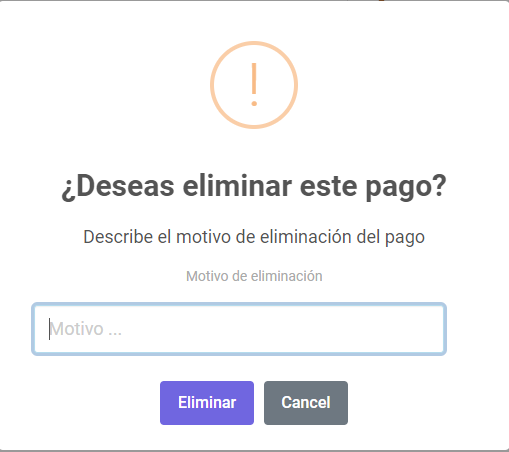 ¿Deseas eliminar este pago?
Describe el motivo de eliminación del pago
Motivo de eliminación
Motivo ...
Eliminar
Cancel